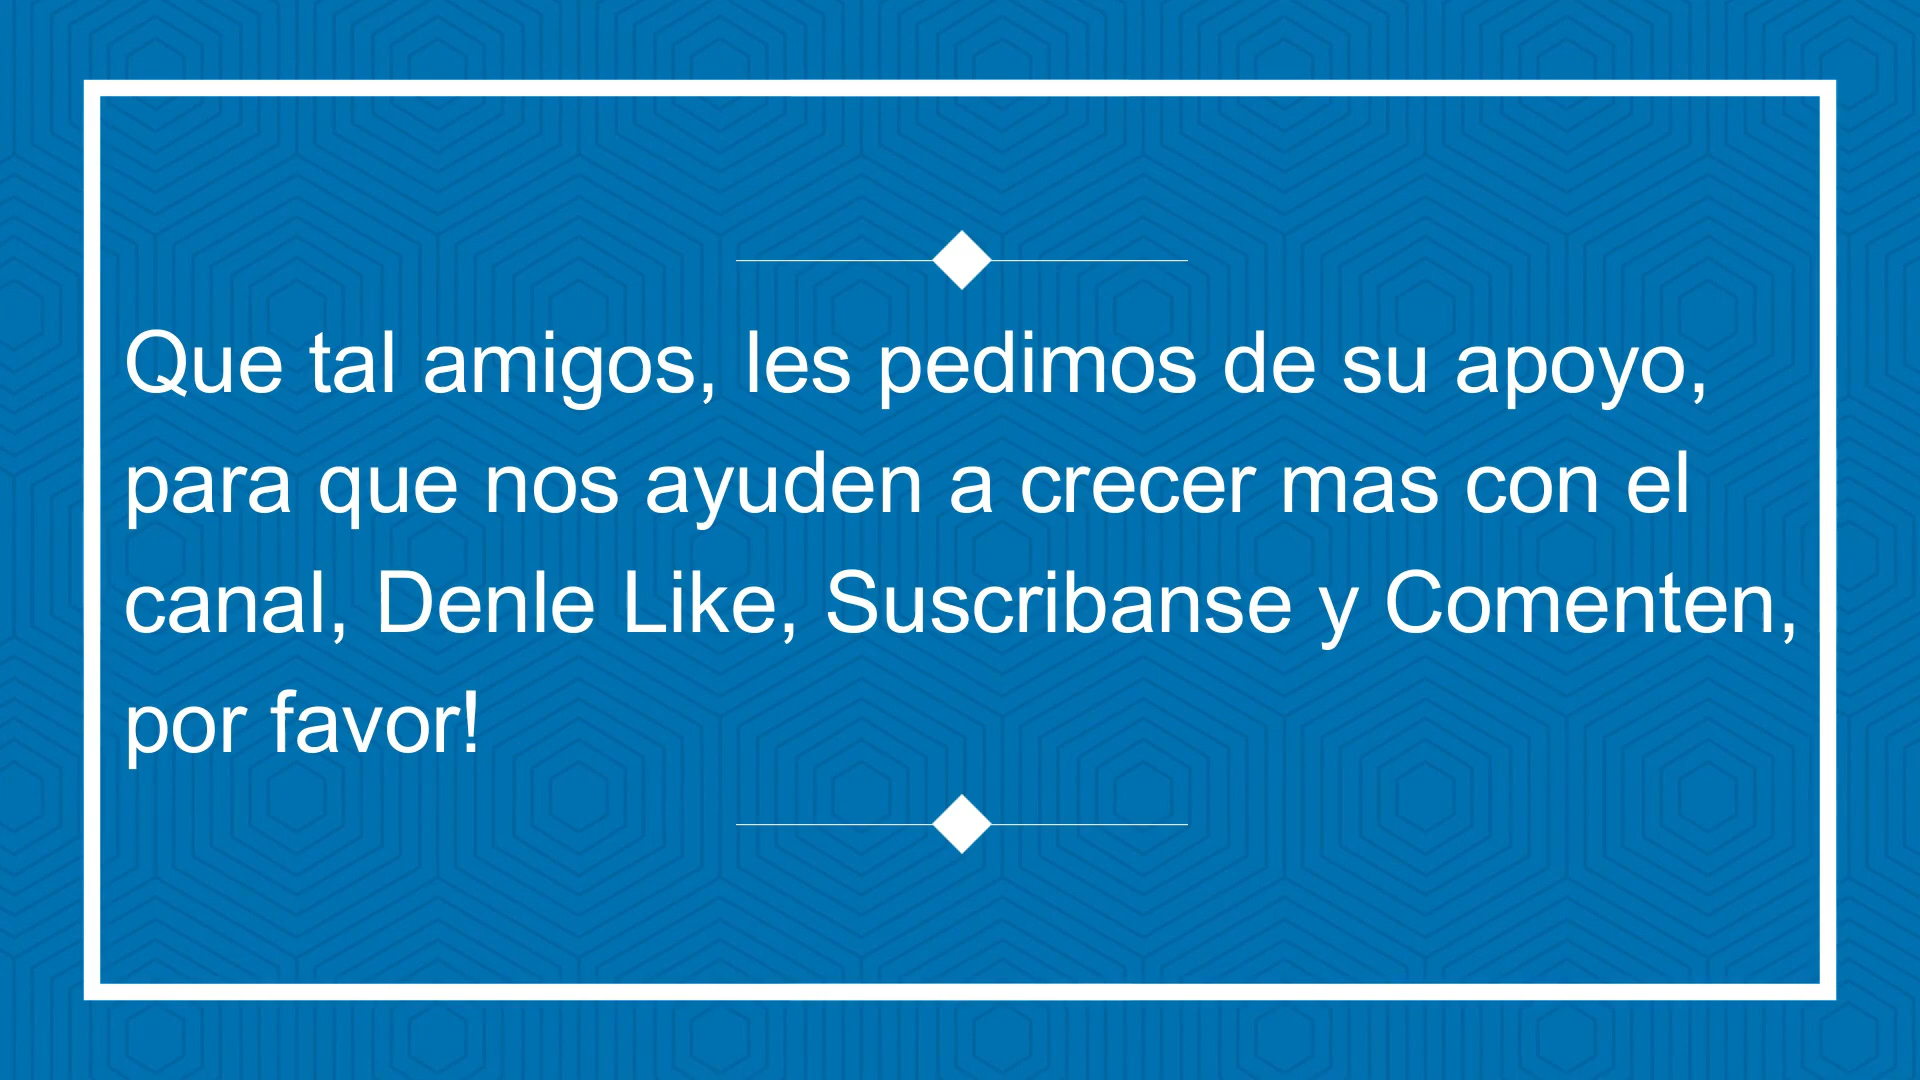 Que tal amigos, les pedimos de su apoyo,
para que nos ayuden a crecer mas con el
canal, Denle Like, Suscribanse y Comenten,
por favor!